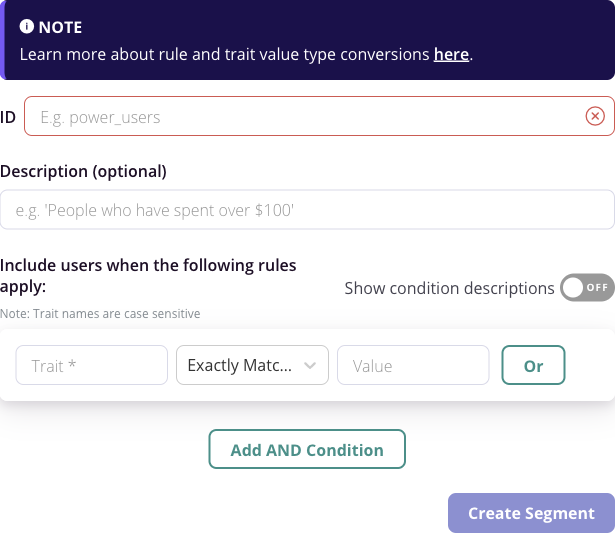 NOTE
Learn more about rule and trait value type conversions here.
ID
E.g. power_users
Description (optional)
e.g. 'People who have spent over $100'
Include users when the following rules
apply:
Show condition descriptions
OFF
Note: Trait names are case sensitive
Trait *
Exactly Matc...
Value
Or
Add AND Condition
Create Segment